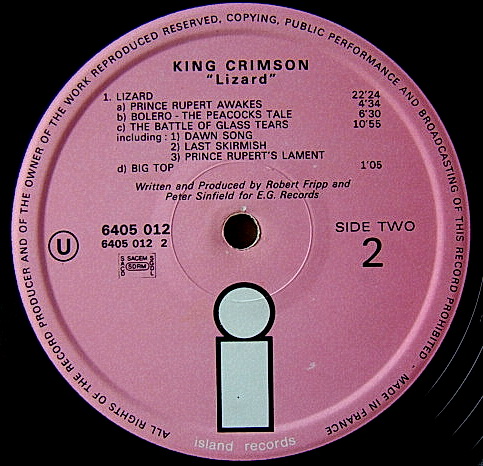 ALL RIGHTS OF THE RECORD PRODUCER AND OF THE OWNER OF THE WORK REPRODUCED RESERVED, COPYING, PUBLIC PERFORMANCE AND BROADCASTING OF THIS RECORD PROHIBITED - MADE IN FRANCE
KING CRIMSON
"Lizard"
1. LIZARD 22'24
a) PRINCE RUPERT AWAKES 4'34
b) BOLERO - THE PEACOCKS TALE 6'30
c) THE BATTLE OF GLASS TEARS 10'55
including: 1) DAWN SONG
2) LAST SKIRMISH
3) PRINCE RUPERT'S LAMENT
d) BIG TOP 1'05
Written and Produced by Robert Fripp and
Peter Sinfield for E.G. Records
6405 012
6405 012 2
U
SACEM
SDRM
SACD
SIDE TWO
2
island records